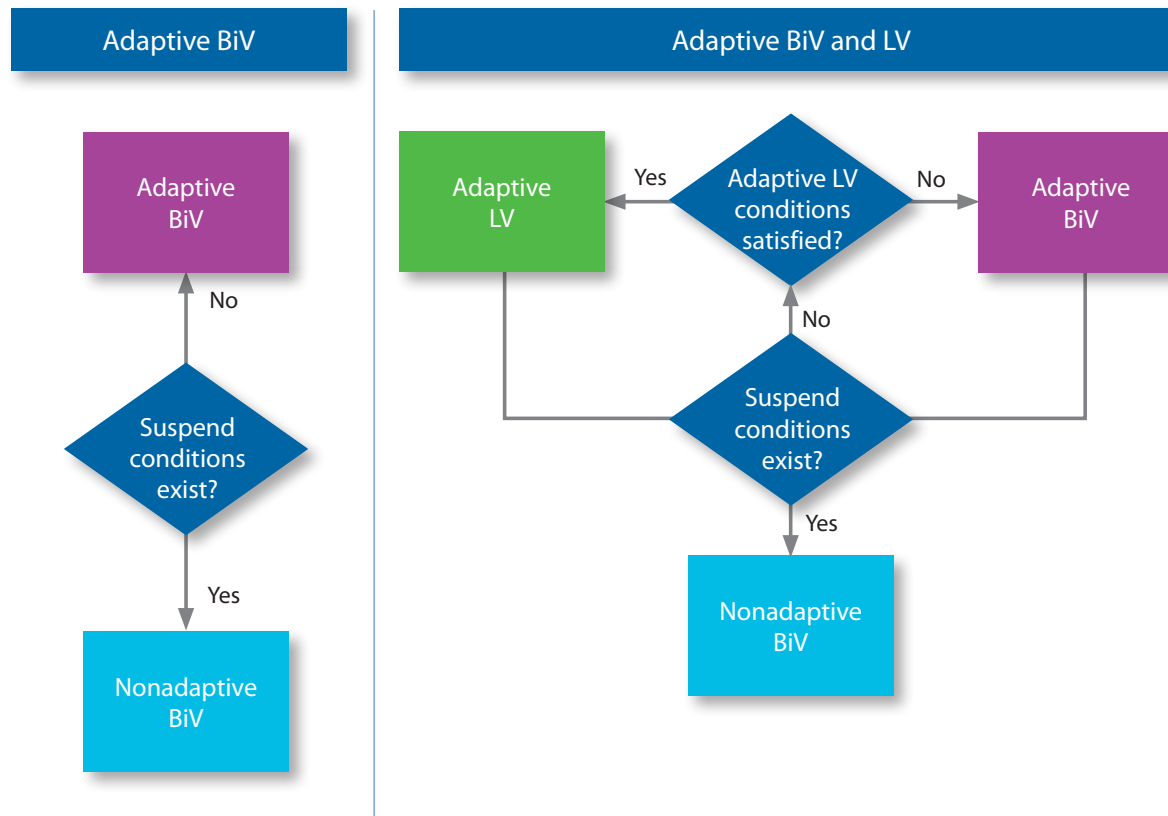 Adaptive BiV
Adaptive
BiV
No
Suspend
conditions
exist?
Yes
Nonadaptive
BiV
Adaptive BiV and LV
Adaptive
LV
Yes
Adaptive LV
conditions
satisfied?
No
Adaptive
BiV
No
Suspend
conditions
exist?
Yes
Nonadaptive
BiV